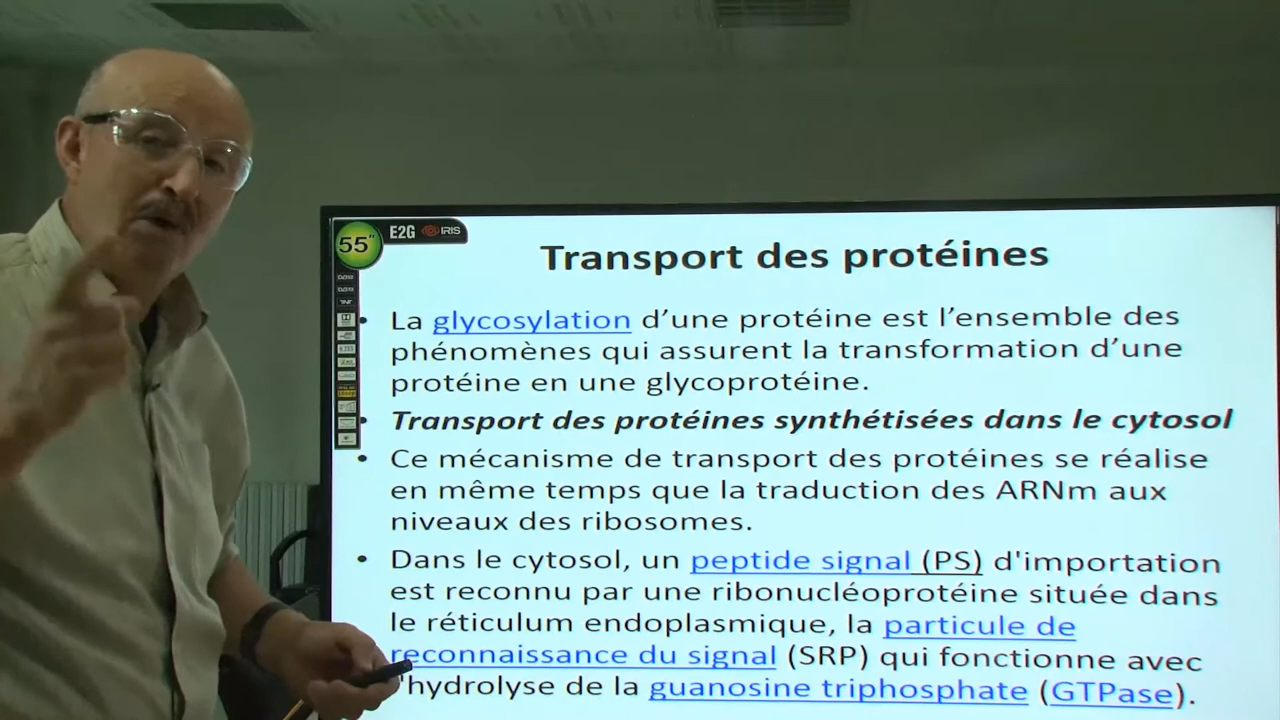 55"
E2G IRIS
Transport des protéines
• La glycosylation d'une protéine est l'ensemble des
phénomènes qui assurent la transformation d'une
protéine en une glycoprotéine.
• Transport des protéines synthétisées dans le cytosol
• Ce mécanisme de transport des protéines se réalise
en même temps que la traduction des ARNm aux
niveaux des ribosomes.
• Dans le cytosol, un peptide signal (PS) d'importation
est reconnu par une ribonucléoprotéine située dans
le réticulum endoplasmique, la particule de
reconnaissance du signal (SRP) qui fonctionne avec
'hydrolyse de la guanosine triphosphate (GTPase).